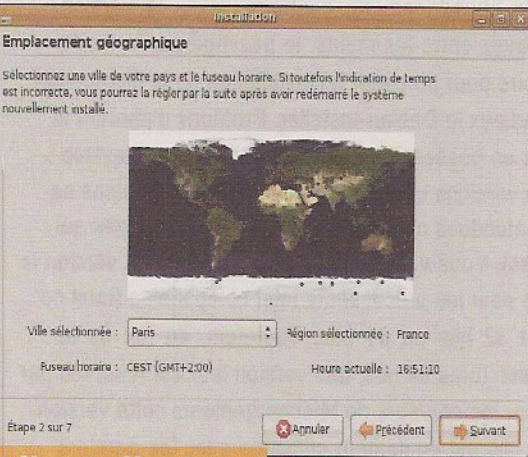 Installation
Emplacement géographique
Sélectionnez une ville de votre pays et le fuseau horaire. Si toutefois l'indication de temps
est incorrecte, vous pourrez la régler par la suite après avoir redémarré le système
nouvellement installé.
Ville sélectionnée : Paris Région sélectionnée : France
Fuseau horaire : CEST (GMT+2:00) Heure actuelle : 16:51:10
Étape 2 sur 7 Annuler Précédent Suivant